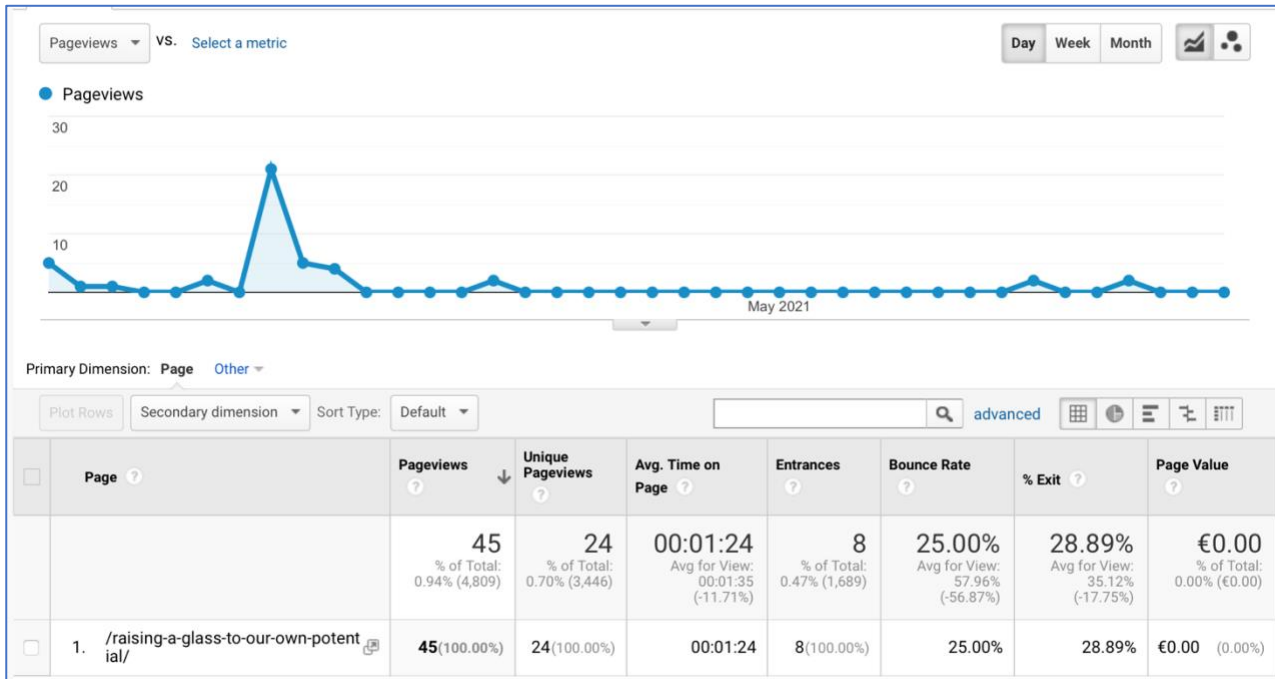 Pageviews VS. Select a metric Day Week Month
Pageviews
30
20
10
May 2021
Primary Dimension: Page Other
Plot Rows Secondary dimension Sort Type: Default advanced
Page ? Pageviews ? Unique Pageviews ? Avg. Time on Page ? Entrances ? Bounce Rate ? % Exit ? Page Value ?
45 24 00:01:24 8 25.00% 28.89% €0.00
% of Total: 0.94% (4,809) % of Total: 0.70% (3,446) Avg for View: 00:01:35 (-11.71%) % of Total: 0.47% (1,689) Avg for View: 57.96% (-56.87%) Avg for View: 35.12% (-17.75%) % of Total: 0.00% (€0.00)
1. /raising-a-glass-to-our-own-potent
ial/ 45(100.00%) 24(100.00%) 00:01:24 8(100.00%) 25.00% 28.89% €0.00 (0.00%)